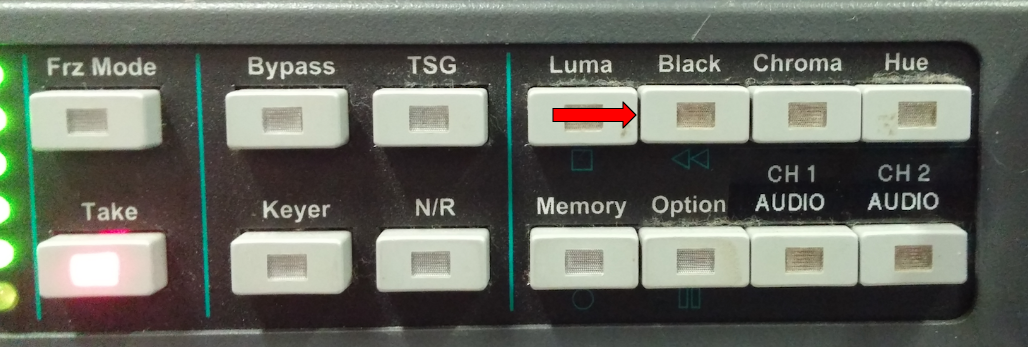 Frz Mode Bypass TSG Luma Black Chroma Hue
CH 1 CH 2
Take Keyer N/R Memory Option AUDIO AUDIO